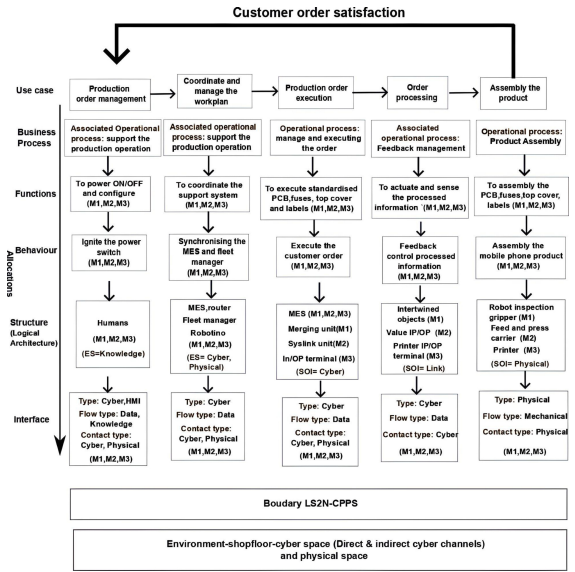 Customer order satisfaction
Use case
Production
order management
Coordinate and
manage the
workplan
Production order
execution
Order
processing
Assembly the
product
Business
Process
Associated Operational
process: support the
production operation
Associated operational
process: support the
production operation
Operational process:
manage and executing
the order
Associated
operational process:
Feedback management
Operational process:
Product Assembly
Functions
To power ON/OFF
and configure
(M1,M2,M3)
To coordinate the
support system
(M1,M2,M3)
To execute standardised
PCB,fuses, top cover
and labels (M1,M2,M3)
To actuate and sense
the processed
information `(M1,M2,M3)
To assembly the
PCB,fuses,top cover,
labels (M1,M2,M3)
Allocations
Behaviour
Ignite the power
switch
(M1,M2,M3)
Synchronising the
MES and fleet
manager
(M1,M2,M3)
Execute the
customer order
(M1,M2,M3)
Feedback
control processed
information
(M1,M2,M3)
Assembly the
mobile phone product
(M1,M2,M3)
Structure
(Logical
Architecture)
Humans
(M1,M2,M3)
(ES=Knowledge)
MES,router
Fleet manager
Robotino
(M1,M2,M3)
(ES= Cyber,
Physical)
MES (M1,M2,M3)
Merging unit(M1)
Syslink unit(M2)
In/OP terminal (M3)
(SOI= Cyber)
Intertwined
objects (M1)
Value IP/OP (M2)
Printer IP/OP
terminal (M3)
(SOI= Link)
Robot inspection
gripper (M1)
Feed and press
carrier (M2)
Printer (M3)
(SOI= Physical)
Interface
Type: Cyber,HMI
Flow type: Data,
Knowledge
Contact type:
Cyber, Physical
(M1,M2,M3)
Type: Cyber
Flow type: Data
Contact type:
Cyber, Physical
(M1,M2,M3)
Type: Cyber
Flow type: Data
Contact type:
Cyber, Physical
(M1,M2,M3)
Type: Cyber
Flow type: Data
Contact type: Cyber
(M1,M2,M3)
Type: Physical
Flow type: Mechanical
Contact type: Physical
(M1,M2,M3)
Boudary LS2N-CPPS
Environment-shopfloor-cyber space (Direct & indirect cyber channels)
and physical space